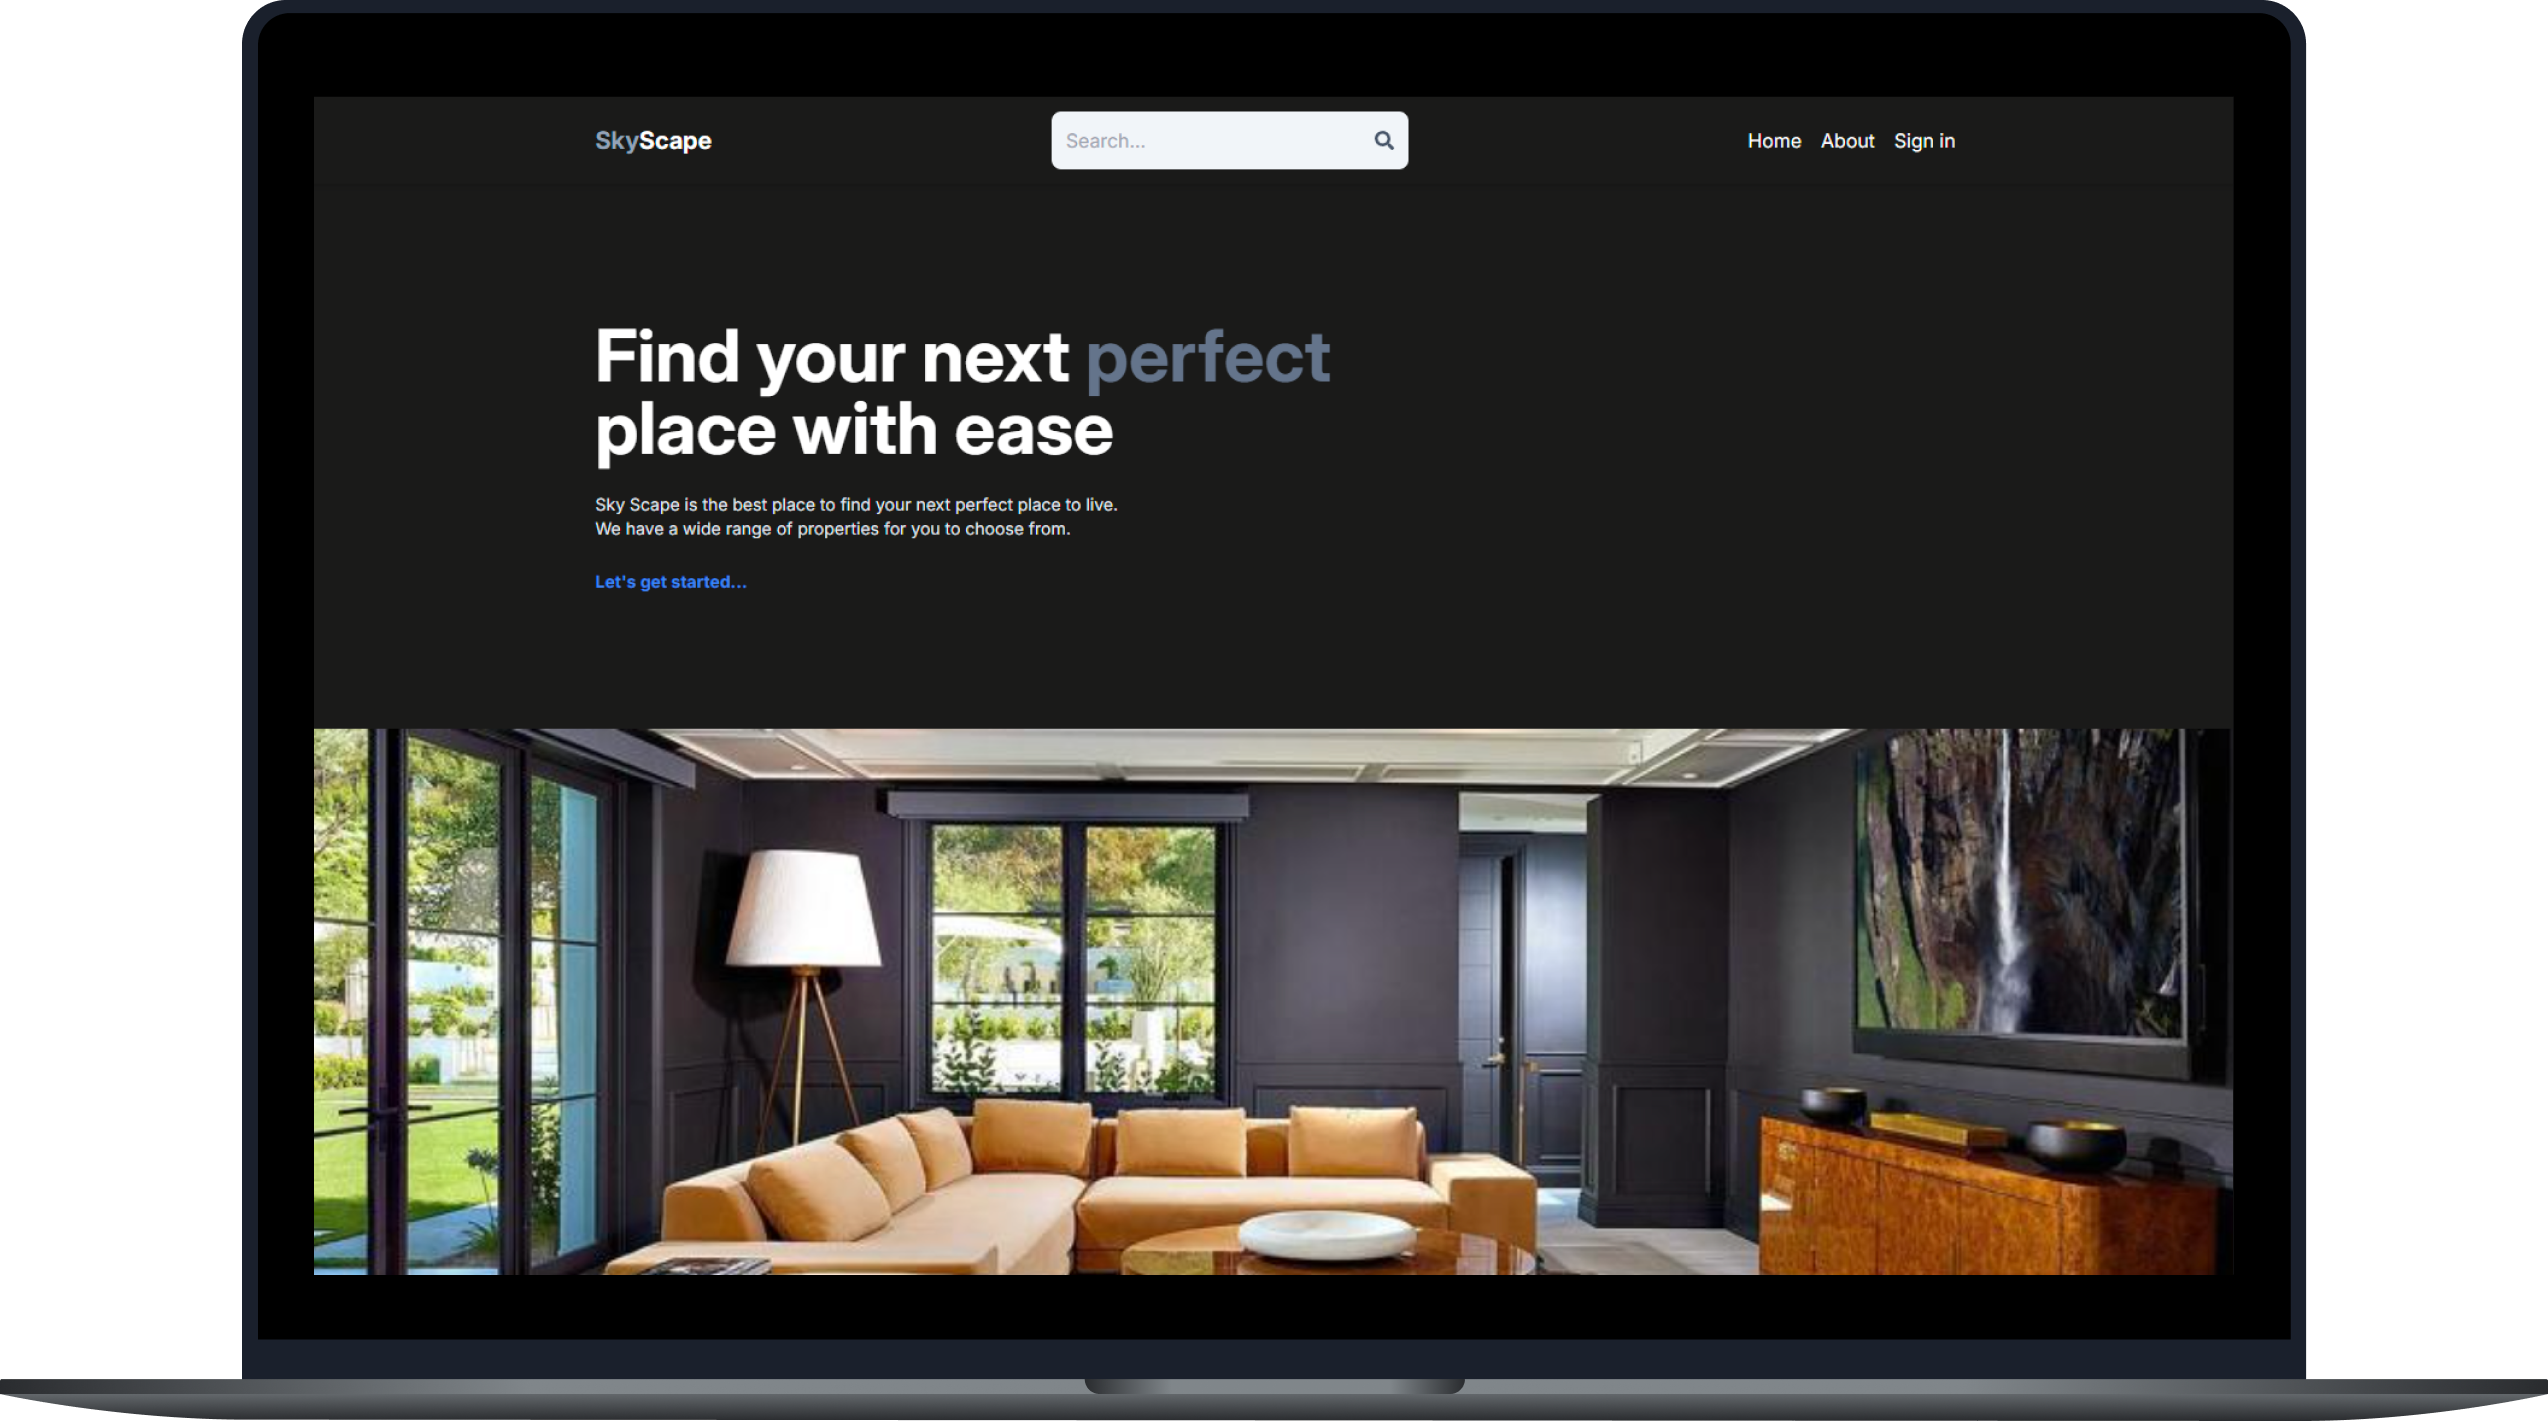 SkyScape
Search...
Home About Sign in
Find your next perfect
place with ease
Sky Scape is the best place to find your next perfect place to live.
We have a wide range of properties for you to choose from.
Let's get started...